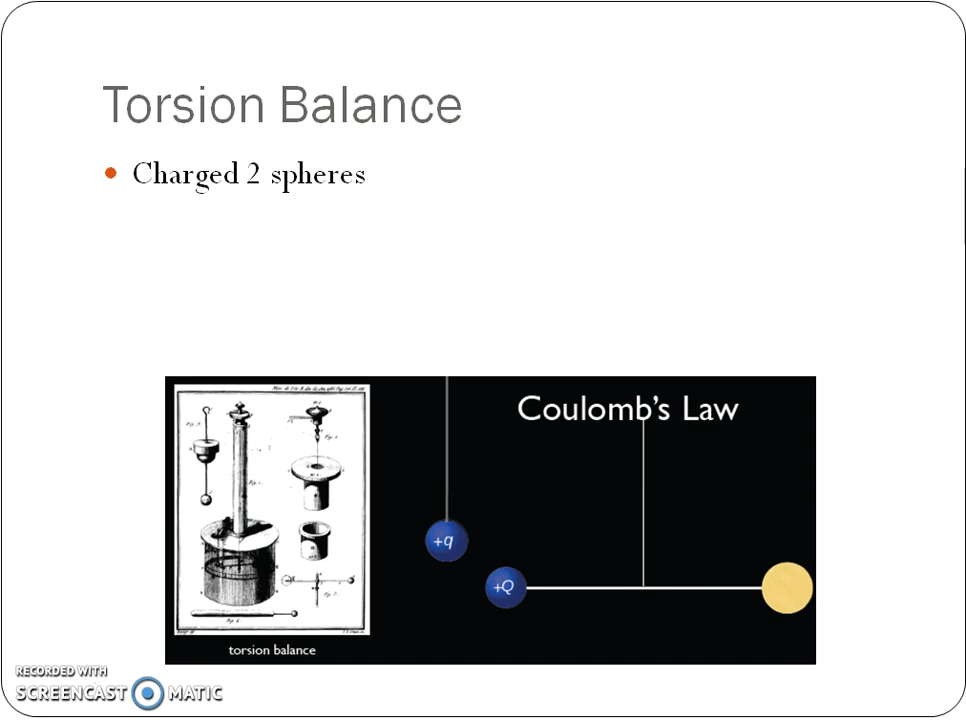 Torsion Balance
Charged 2 spheres
Coulomb's Law
+q
+Q
torsion balance
RECORDED WITH
SCREENCAST MATIC